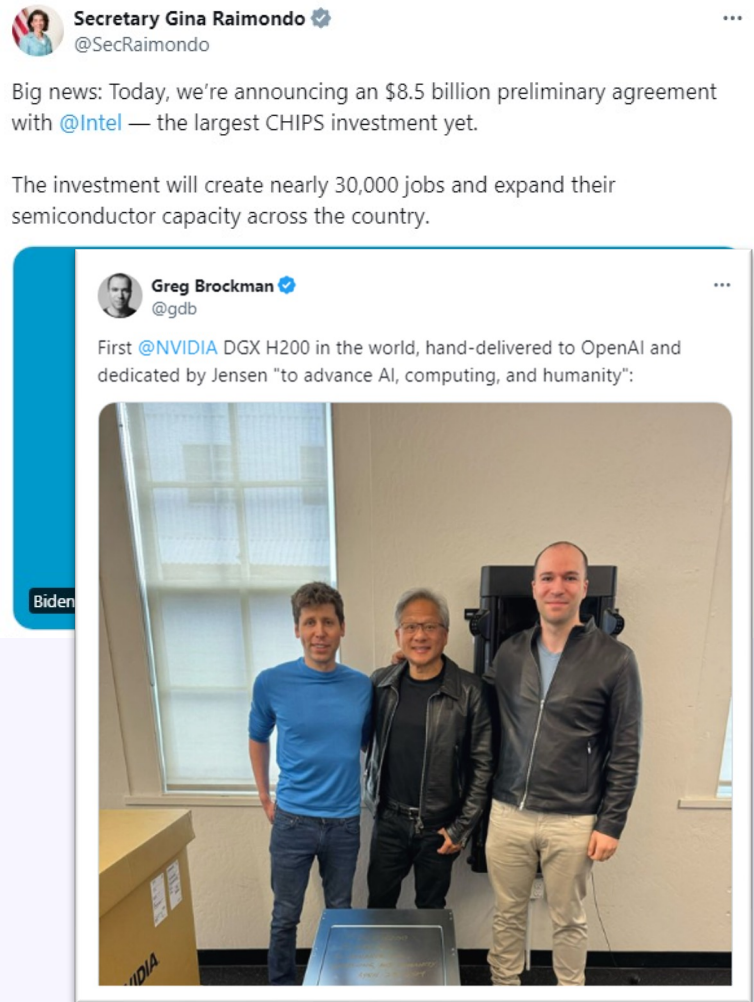 Secretary Gina Raimondo
@SecRaimondo
Big news: Today, we're announcing an $8.5 billion preliminary agreement
with @Intel — the largest CHIPS investment yet.
The investment will create nearly 30,000 jobs and expand their
semiconductor capacity across the country.
Biden
Greg Brockman
@gdb
First @NVIDIA DGX H200 in the world, hand-delivered to OpenAI and
dedicated by Jensen "to advance AI, computing, and humanity":
VIDIA